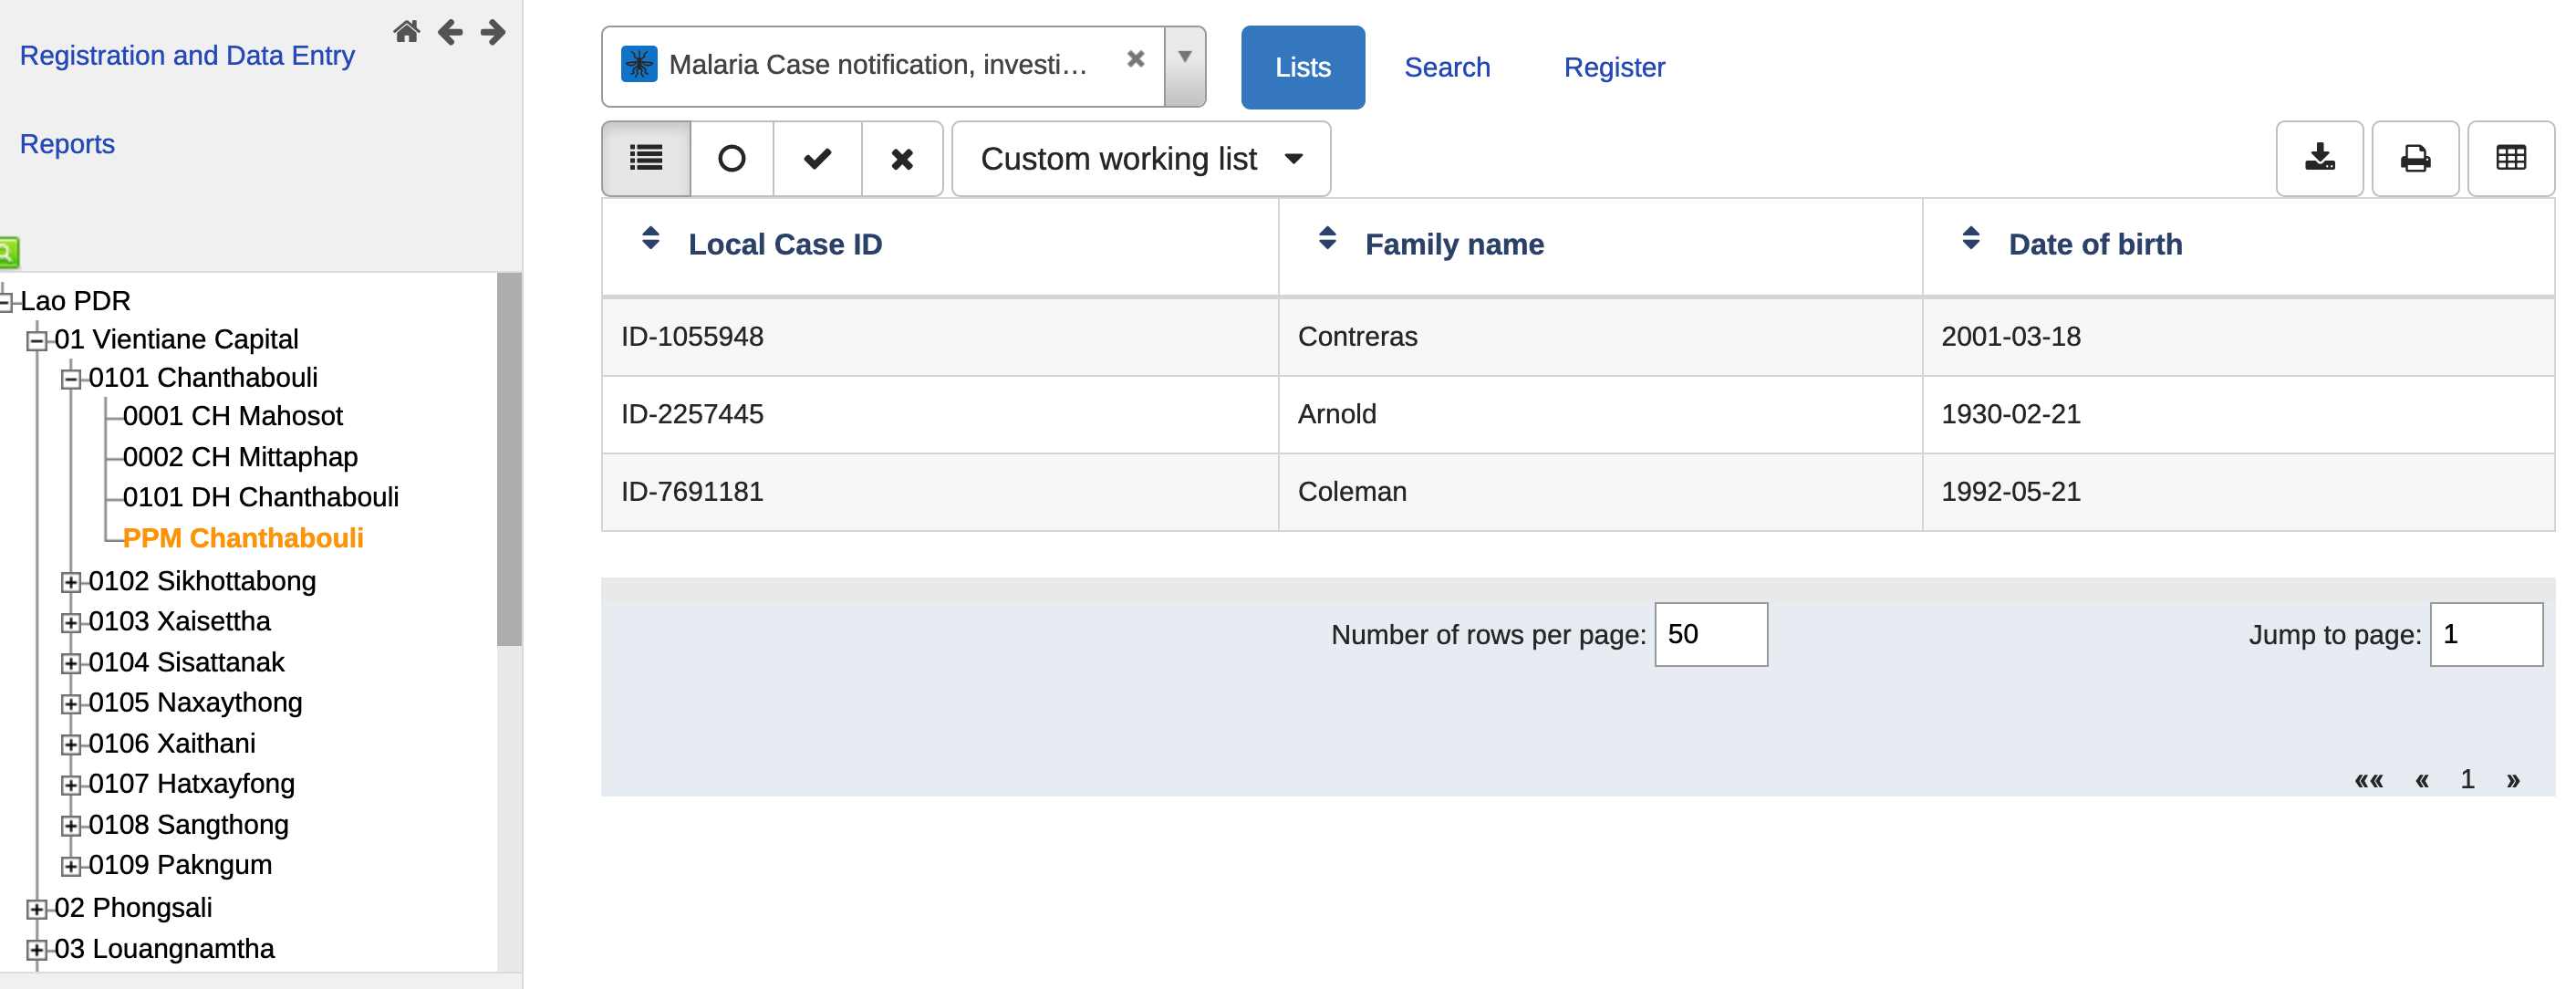 Registration and Data Entry
Reports
Lao PDR
01 Vientiane Capital
0101 Chanthabouli
0001 CH Mahosot
0002 CH Mittaphap
0101 DH Chanthabouli
PPM Chanthabouli
0102 Sikhottabong
0103 Xaisettha
0104 Sisattanak
0105 Naxaythong
0106 Xaithani
0107 Hatxayfong
0108 Sangthong
0109 Pakngum
02 Phongsali
03 Louangnamtha
Malaria Case notification, investi...
Lists Search Register
Custom working list
Local Case ID Family name Date of birth
ID-1055948 Contreras 2001-03-18
ID-2257445 Arnold 1930-02-21
ID-7691181 Coleman 1992-05-21
Number of rows per page: 50 Jump to page: 1
«« « 1 »